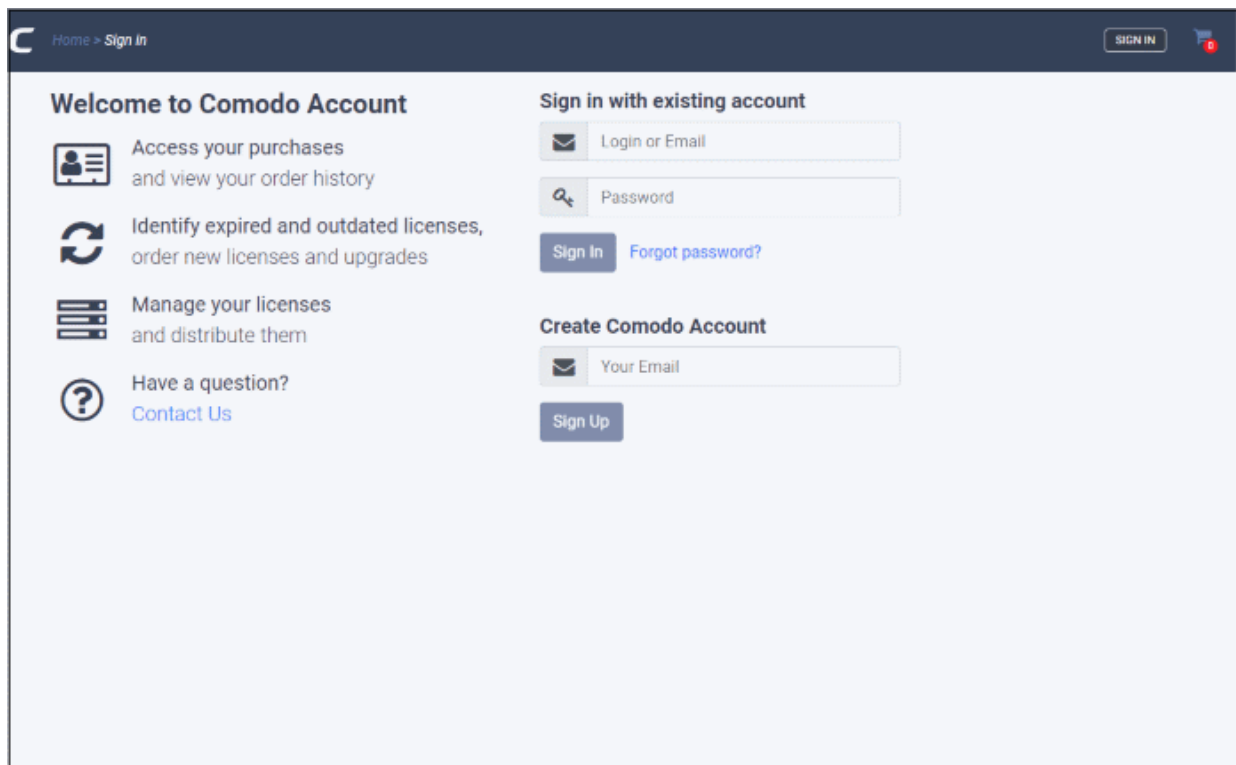 Home > Sign in
SIGN IN
0
Welcome to Comodo Account
Access your purchases
and view your order history
Identify expired and outdated licenses,
order new licenses and upgrades
Manage your licenses
and distribute them
Have a question?
Contact Us
Sign in with existing account
Login or Email
Password
Sign In Forgot password?
Create Comodo Account
Your Email
Sign Up